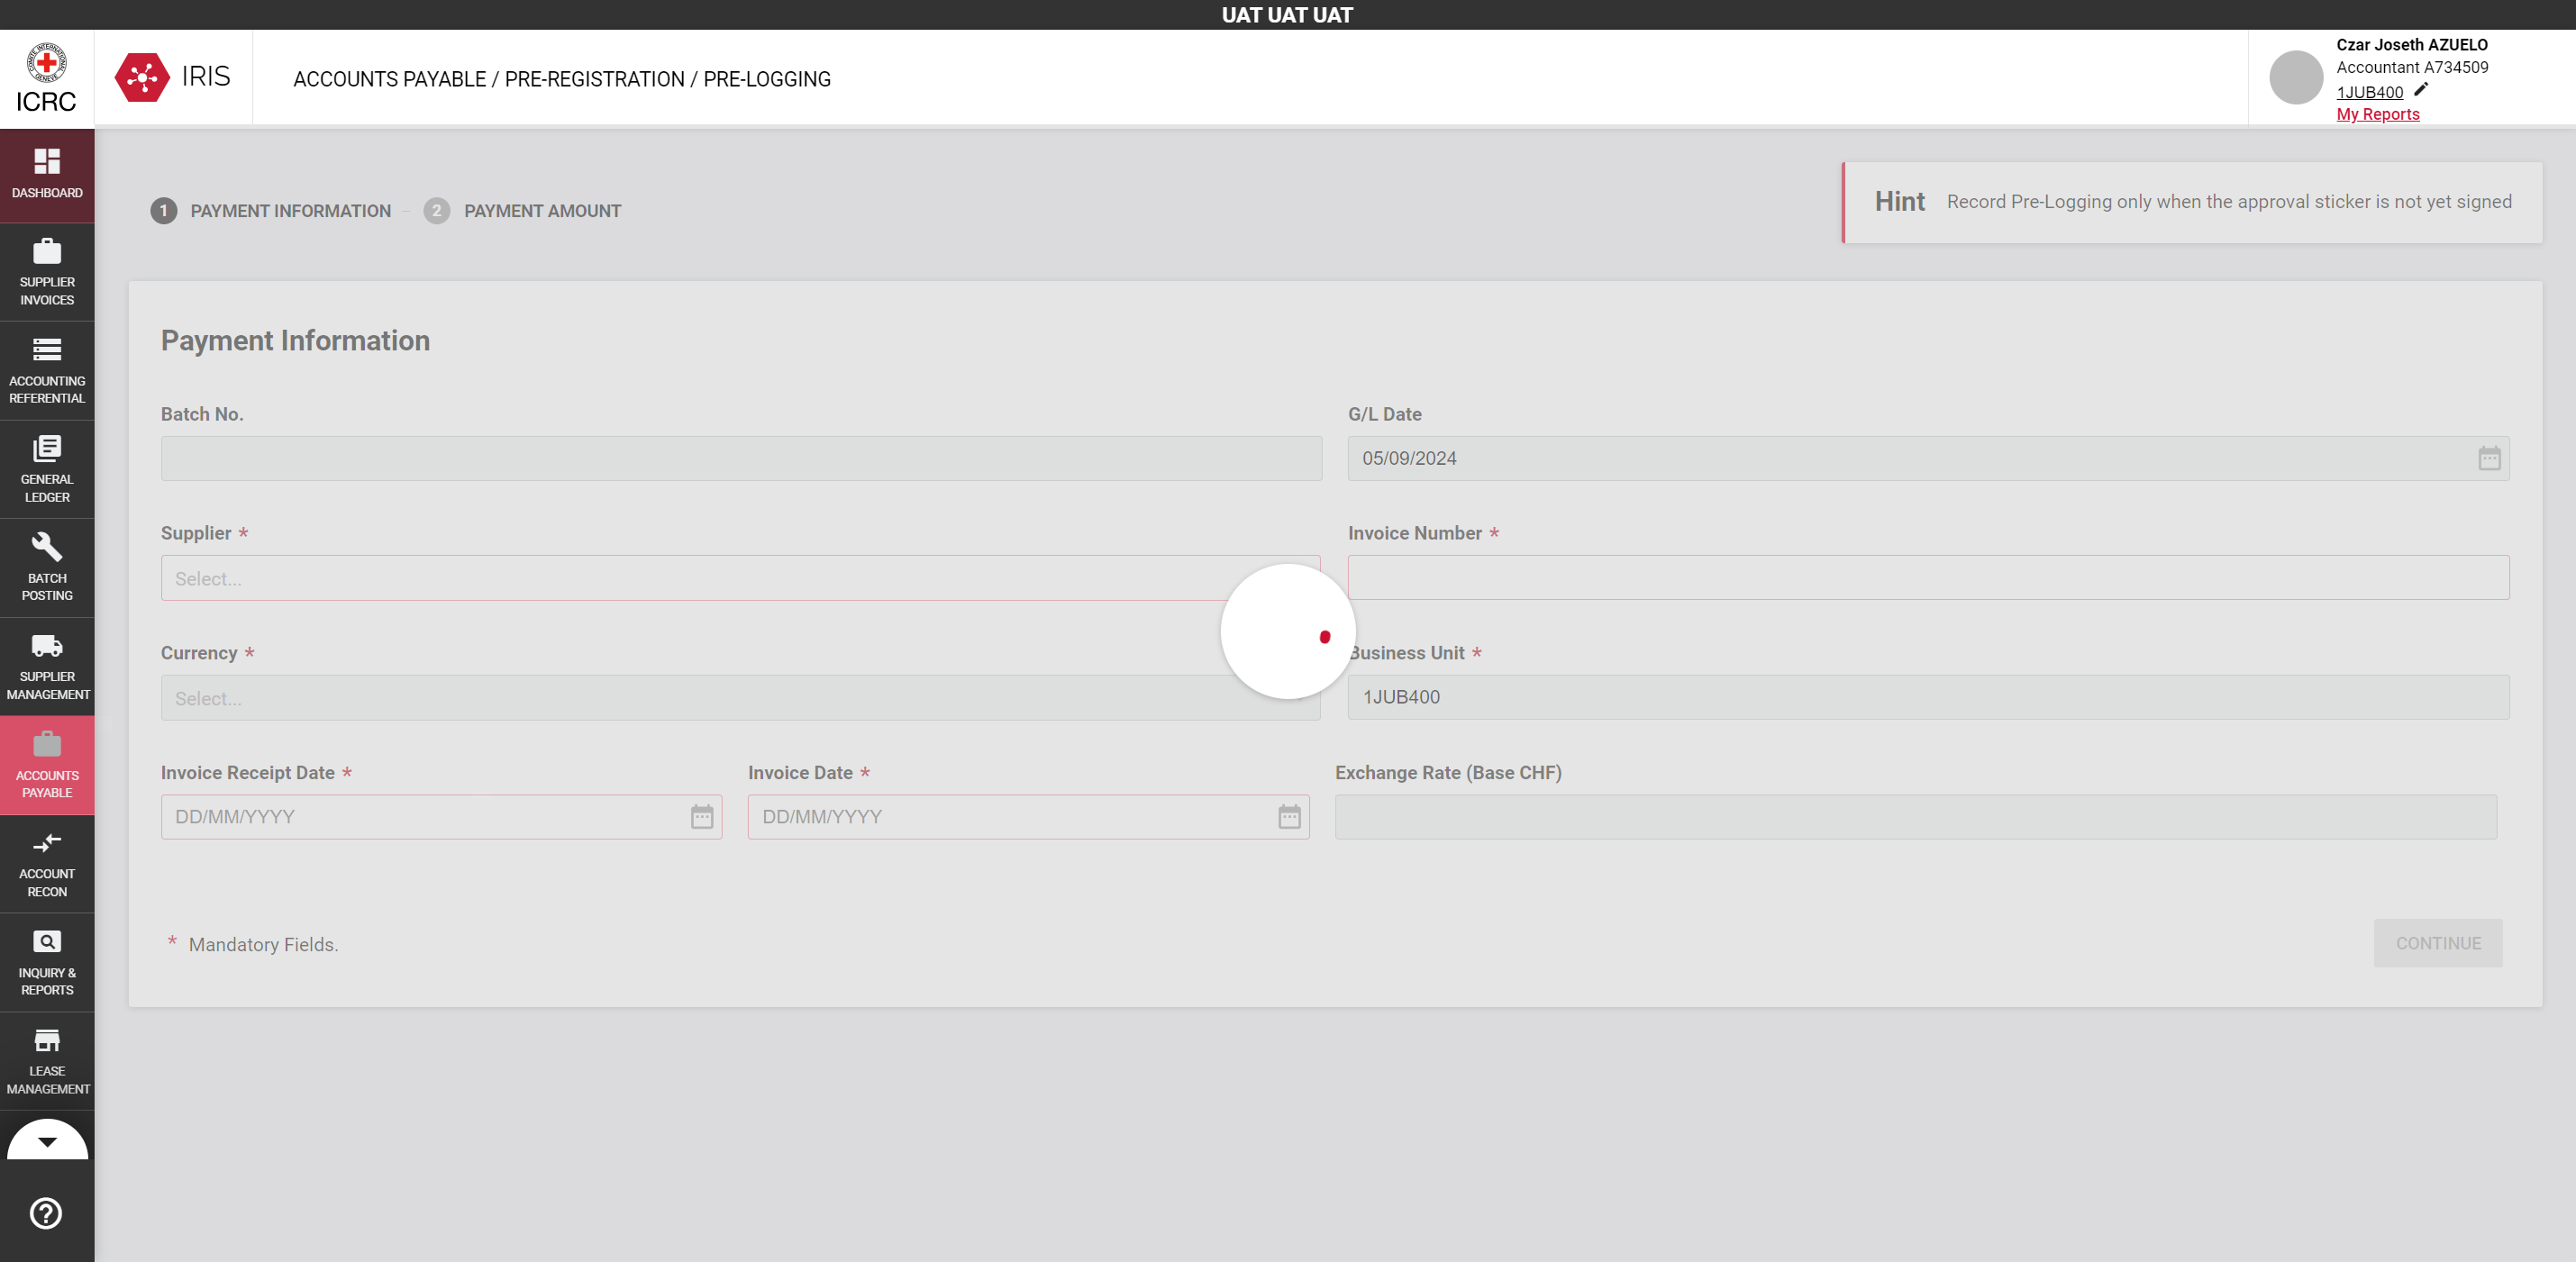 UAT UAT UAT
ICRC
IRIS
ACCOUNTS PAYABLE / PRE-REGISTRATION / PRE-LOGGING
Czar Joseth AZUELO
Accountant A734509
1JUB400
My Reports
DASHBOARD
SUPPLIER
INVOICES
ACCOUNTING
REFERENTIAL
GENERAL
LEDGER
BATCH
POSTING
SUPPLIER
MANAGEMENT
ACCOUNTS
PAYABLE
ACCOUNT
RECON
INQUIRY &
REPORTS
LEASE
MANAGEMENT
1 PAYMENT INFORMATION – 2 PAYMENT AMOUNT
Hint Record Pre-Logging only when the approval sticker is not yet signed
Payment Information
Batch No.
G/L Date
05/09/2024
Supplier *
Select...
Invoice Number *
Currency *
Select...
Business Unit *
1JUB400
Invoice Receipt Date *
DD/MM/YYYY
Invoice Date *
DD/MM/YYYY
Exchange Rate (Base CHF)
* Mandatory Fields.
CONTINUE